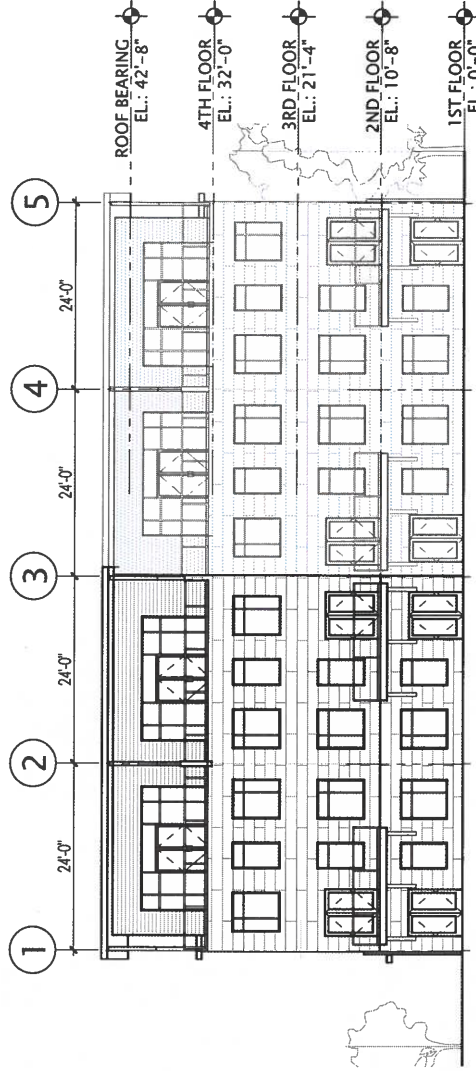 1
2
3
4
5
24'-0"
24'-0"
24'-0"
24'-0"
ROOF BEARING
EL.: 42'-8"
4TH FLOOR
EL.: 32'-0"
3RD FLOOR
EL.: 21'-4"
2ND FLOOR
EL.: 10'-8"
1ST FLOOR
EL.: 0'-0"